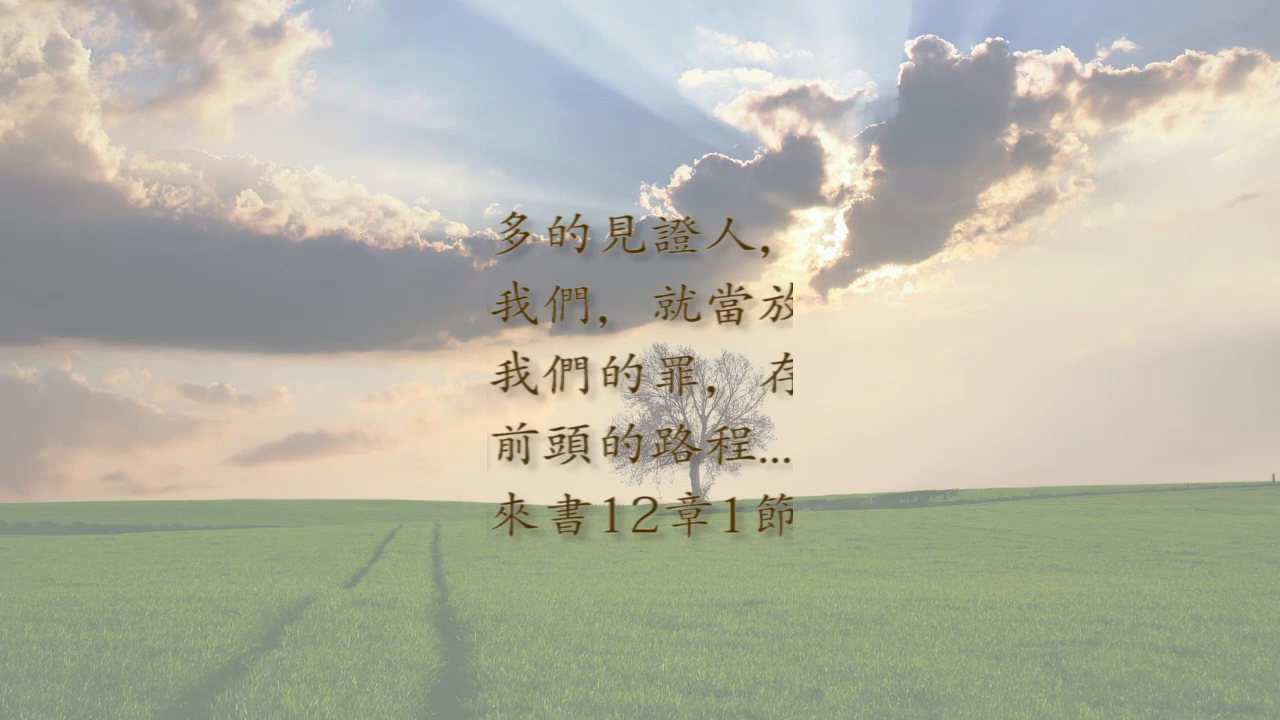 多的見證人,
我們, 就當放
我們的罪, 存
前頭的路程...
來書12章1節